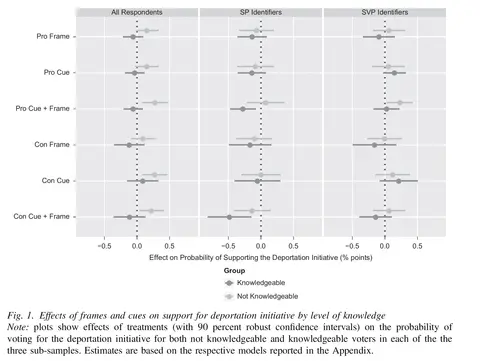 All Respondents SP Identifiers SVP Identifiers
Pro Frame
Pro Cue
Pro Cue + Frame
Con Frame
Con Cue
Con Cue + Frame
−0.5 0.0 0.5 −0.5 0.0 0.5 −0.5 0.0 0.5
Effect on Probability of Supporting the Deportation Initiative (% points)
Group
Knowledgeable
Not Knowledgeable
Fig. 1. Effects of frames and cues on support for deportation initiative by level of knowledge
Note: plots show effects of treatments (with 90 percent robust confidence intervals) on the probability of
voting for the deportation initiative for both not knowledgeable and knowledgeable voters in each of the the
three sub-samples. Estimates are based on the respective models reported in the Appendix.